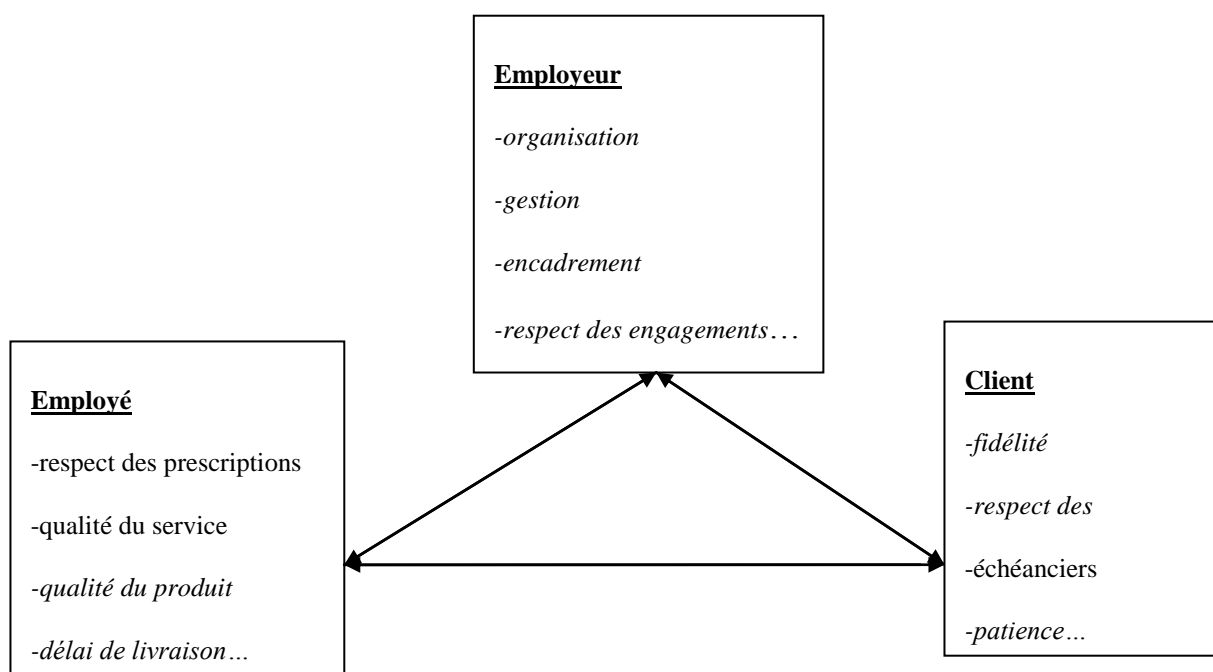 Employeur
-organisation
-gestion
-encadrement
-respect des engagements…
Employé
-respect des prescriptions
-qualité du service
-qualité du produit
-délai de livraison…
Client
-fidélité
-respect des
-échéanciers
-patience…